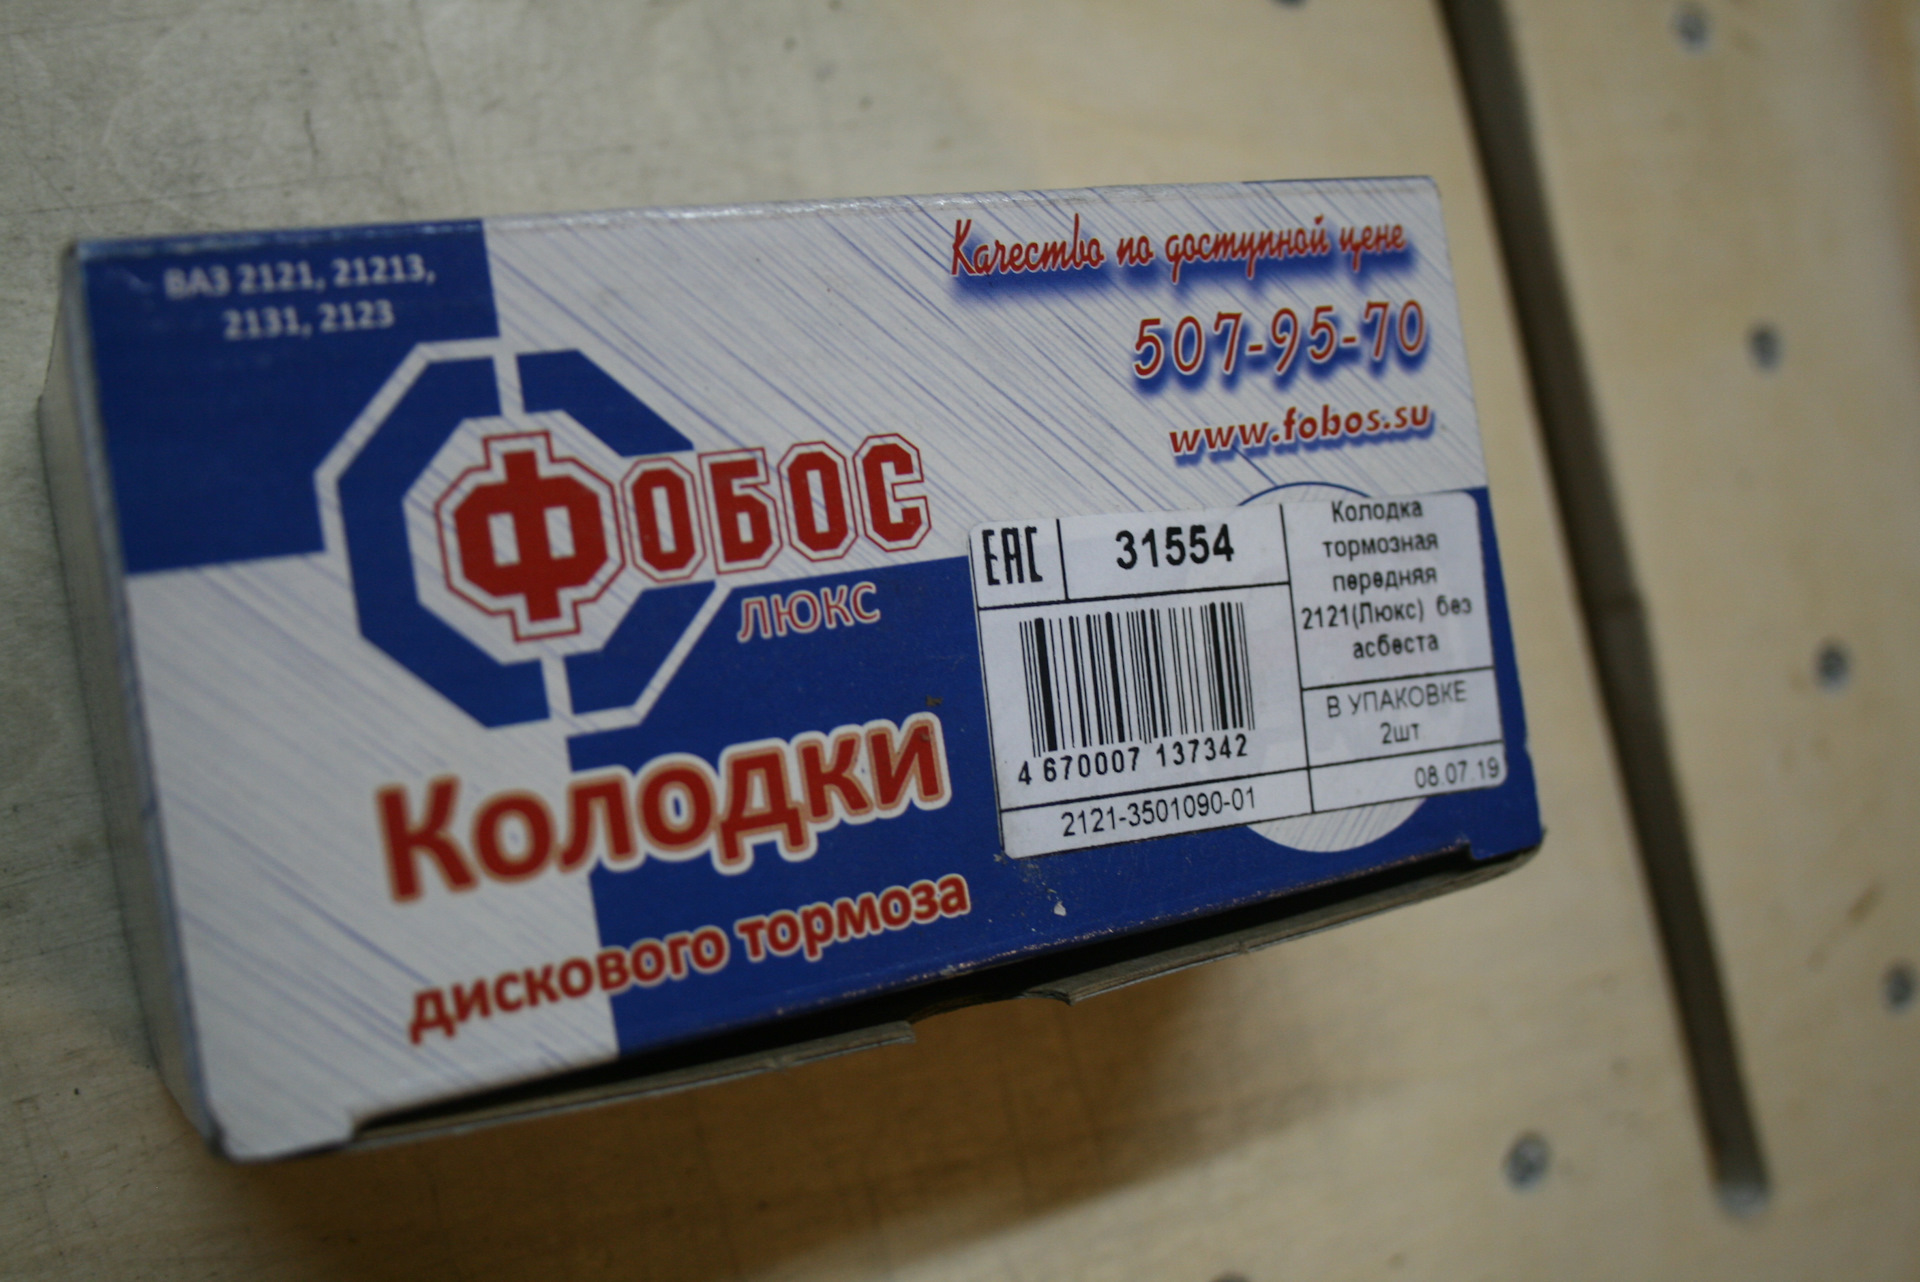 ВАЗ 2121, 21213,
2131, 2123
Качество по доступной цене
507-95-70
www.fobos.su
ФОБОС
ЛЮКС
Колодки
дискового тормоза
EAC
31554
4 670007 137342
2121-3501090-01
Колодка
тормозная
передняя
2121(Люкс) без
асбеста
В УПАКОВКЕ
2шт
08.07.19